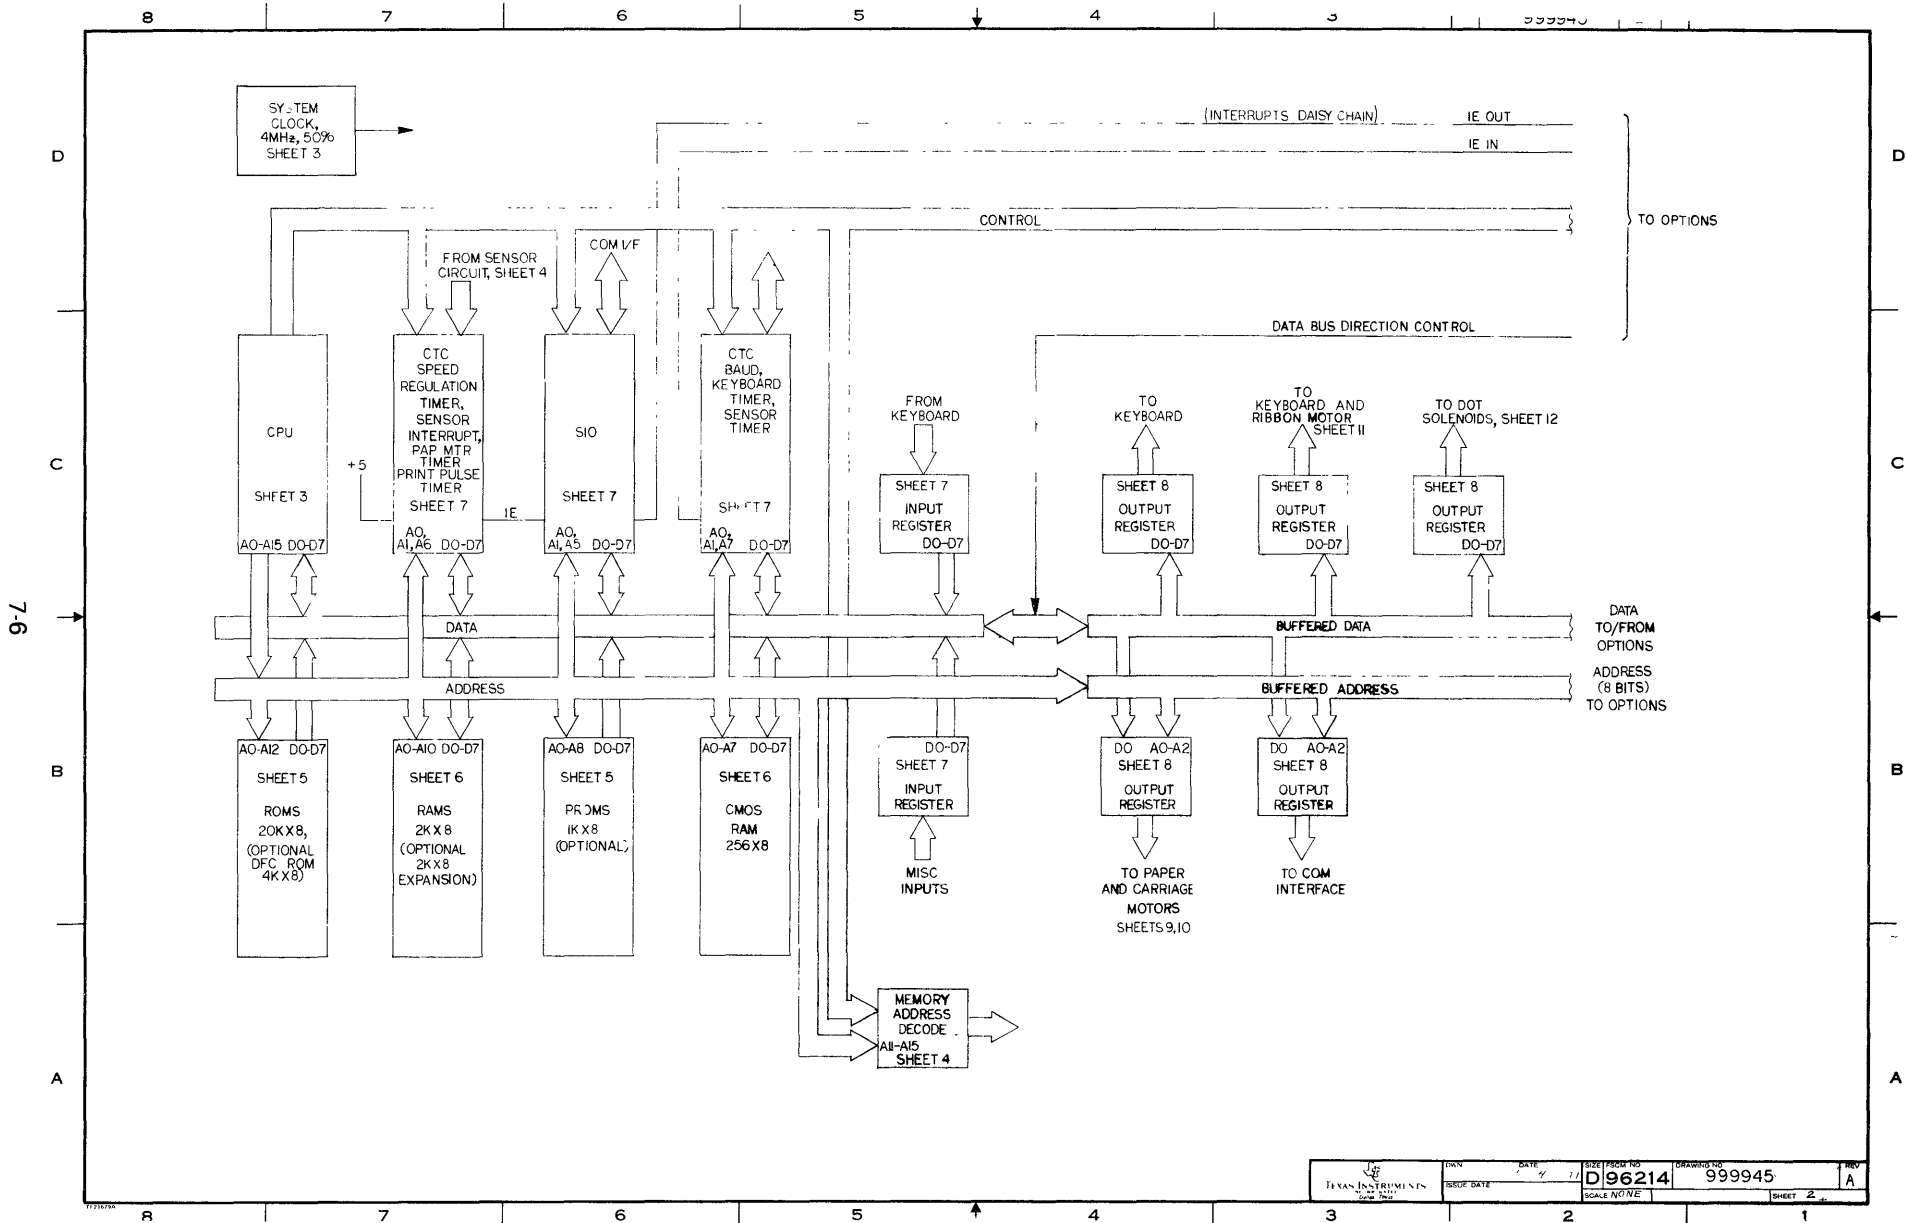 8 7 6 5 4 3
SYSTEM
CLOCK,
4MHz, 50%
SHEET 3
(INTERRUPTS DAISY CHAIN)
IE OUT
IE IN
D
D
CONTROL
TO OPTIONS
FROM SENSOR
CIRCUIT, SHEET 4
COM I/F
DATA BUS DIRECTION CONTROL
CPU
SHEET 3
A0-A15 D0-D7
+5
CTC
SPEED
REGULATION
TIMER,
SENSOR
INTERRUPT,
PAP MTR
TIMER
PRINT PULSE
TIMER
SHEET 7
A0,
A1,A6 D0-D7
IE
SIO
SHEET 7
A0,
A1,A5 D0-D7
CTC
BAUD,
KEYBOARD
TIMER,
SENSOR
TIMER
SHEET 7
A0,
A1,A7 D0-D7
FROM
KEYBOARD
SHEET 7
INPUT
REGISTER
D0-D7
TO
KEYBOARD
SHEET 8
OUTPUT
REGISTER
D0-D7
TO
KEYBOARD AND
RIBBON MOTOR
SHEET 11
SHEET 8
OUTPUT
REGISTER
D0-D7
TO DOT
SOLENOIDS, SHEET 12
SHEET 8
OUTPUT
REGISTER
D0-D7
C
C
7-6
DATA
BUFFERED DATA
DATA
TO/FROM
OPTIONS
ADDRESS
BUFFERED ADDRESS
ADDRESS
(8 BITS)
TO OPTIONS
A0-A12 D0-D7
SHEET 5
ROMS
20KX8,
(OPTIONAL
DFC ROM
4KX8)
A0-A10 D0-D7
SHEET 6
RAMS
2KX8
(OPTIONAL
2KX8
EXPANSION)
A0-A8 D0-D7
SHEET 5
PROMS
1KX8
(OPTIONAL)
A0-A7 D0-D7
SHEET 6
CMOS
RAM
256X8
D0-D7
SHEET 7
INPUT
REGISTER
MISC
INPUTS
D0 A0-A2
SHEET 8
OUTPUT
REGISTER
TO PAPER
AND CARRIAGE
MOTORS
SHEETS 9,10
D0 A0-A2
SHEET 8
OUTPUT
REGISTER
TO COM
INTERFACE
B
B
MEMORY
ADDRESS
DECODE
A11-A15
SHEET 4
A
A
TEXAS INSTRUMENTS
DWN DATE
ISSUE DATE
SIZE D
FSCM NO 96214
DRAWING NO 999945
REV A
SCALE NONE
SHEET 2
8 7 6 5 4 3 2 1